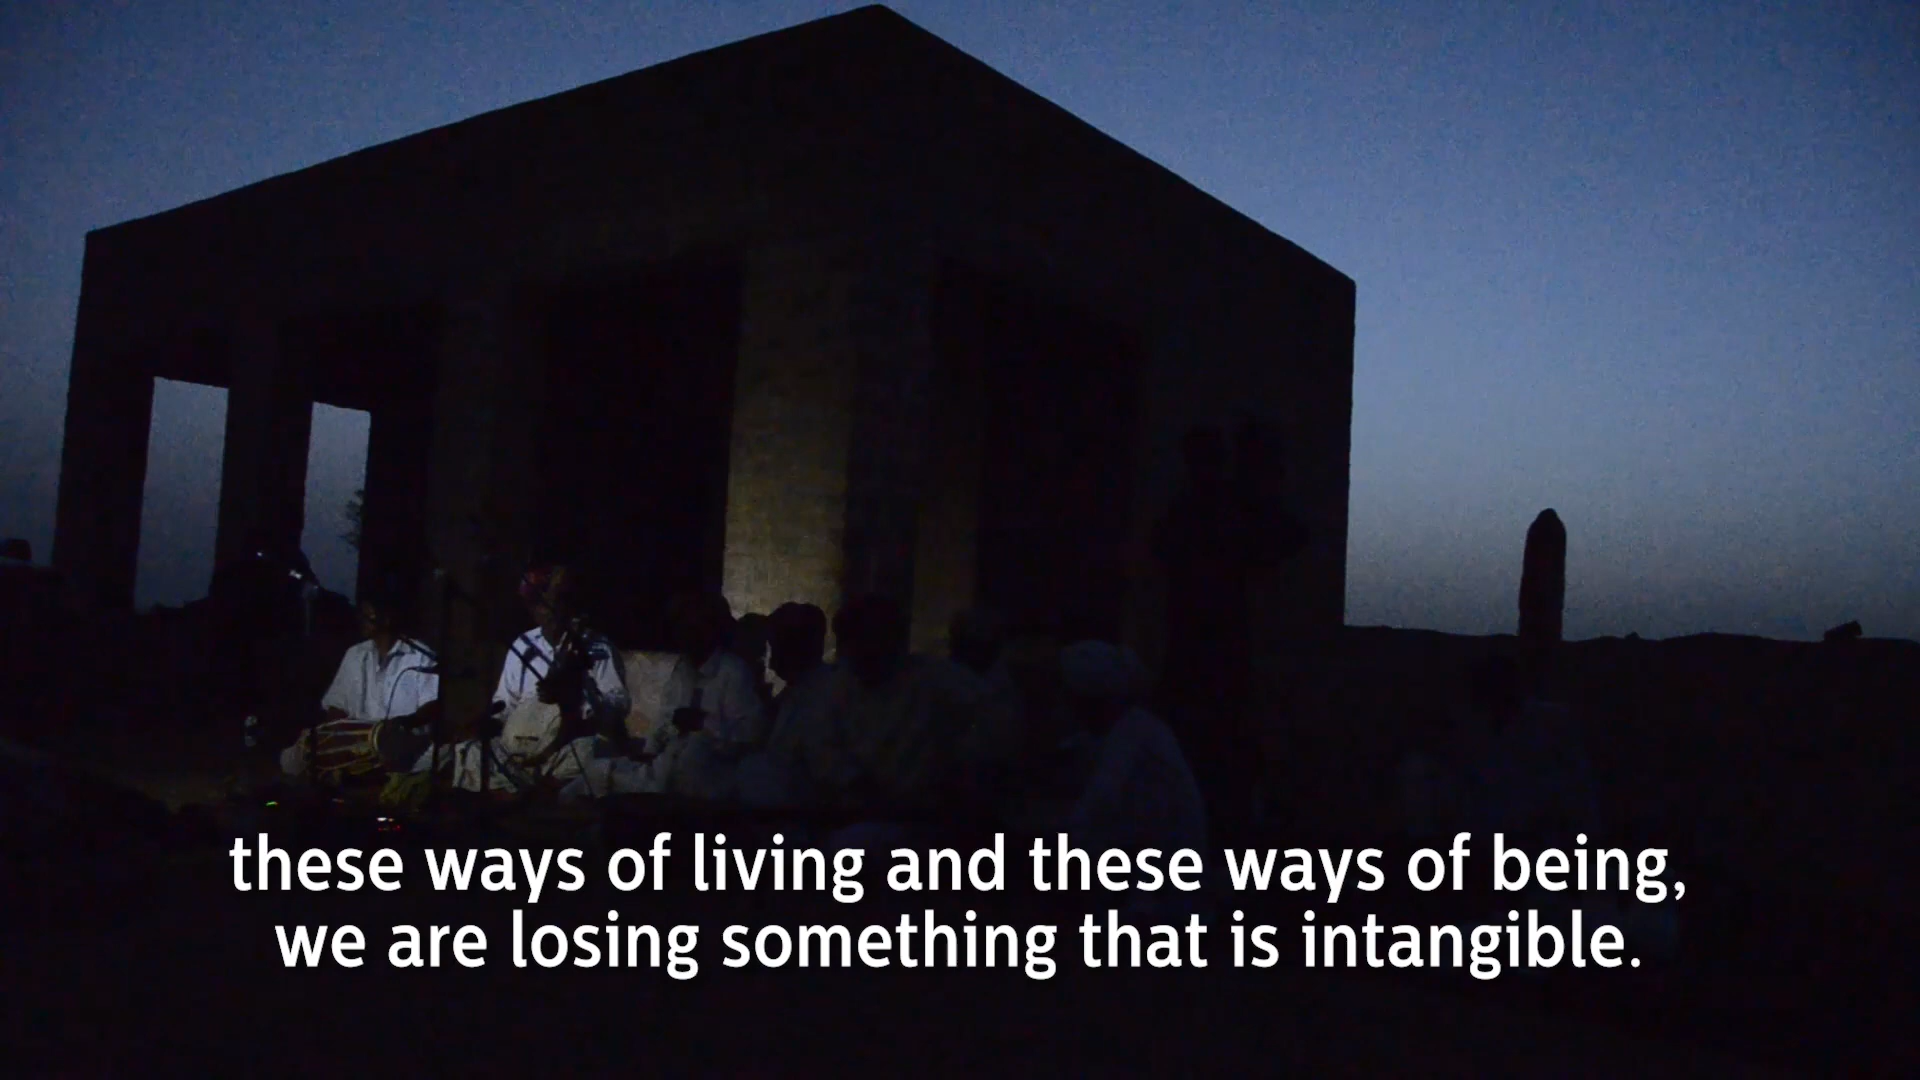 these ways of living and these ways of being,
we are losing something that is intangible.